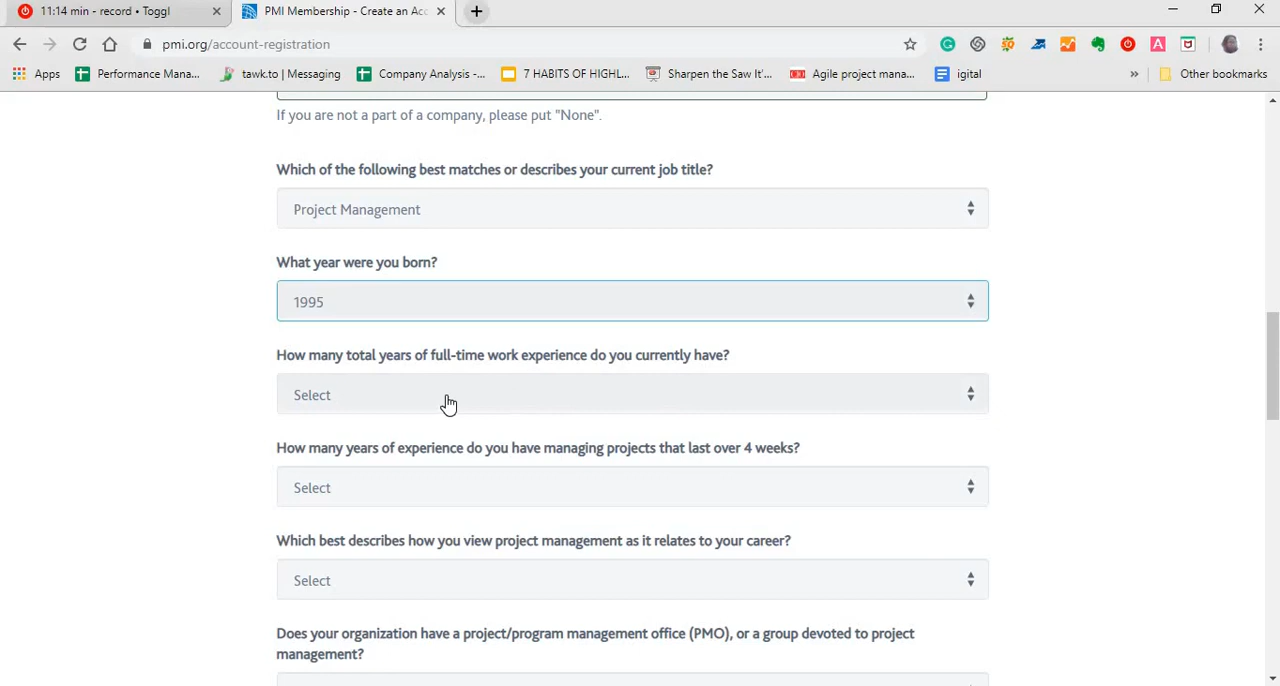 11:14 min - record • Toggl
PMI Membership - Create an Acc
pmi.org/account-registration
Apps
Performance Mana...
tawk.to | Messaging
Company Analysis -...
7 HABITS OF HIGHL...
Sharpen the Saw It'...
Agile project mana...
igital
»
Other bookmarks
If you are not a part of a company, please put "None".
Which of the following best matches or describes your current job title?
Project Management
What year were you born?
1995
How many total years of full-time work experience do you currently have?
Select
How many years of experience do you have managing projects that last over 4 weeks?
Select
Which best describes how you view project management as it relates to your career?
Select
Does your organization have a project/program management office (PMO), or a group devoted to project
management?